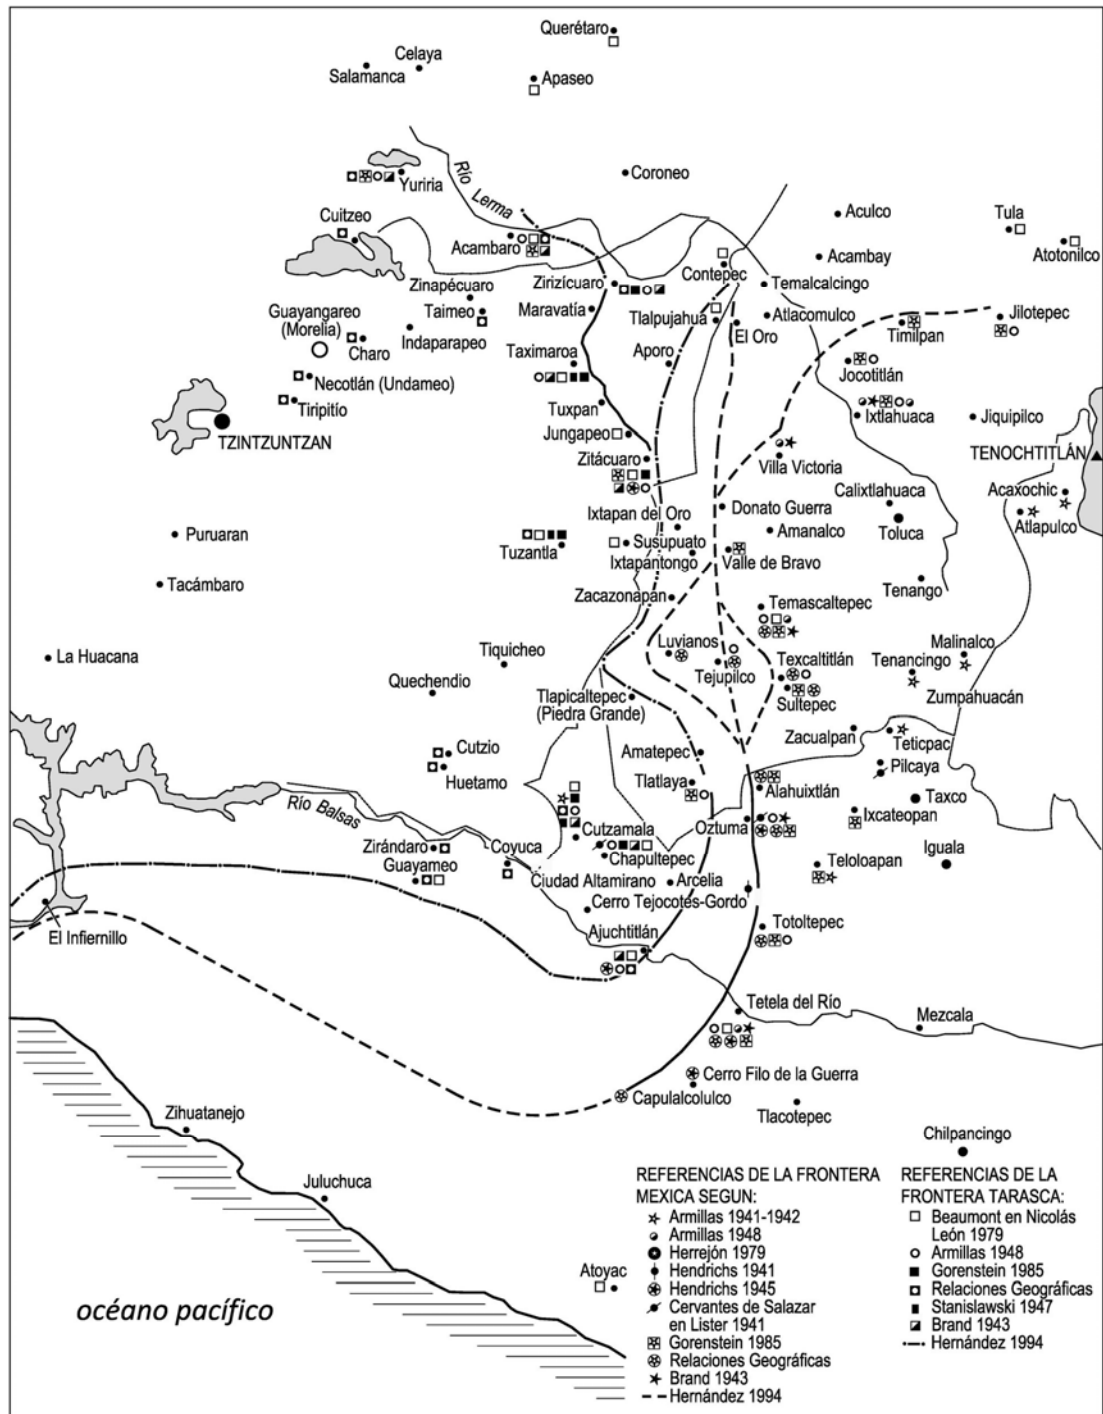 Querétaro
Celaya
Salamanca
Apaseo
Río Lerma
Yuriria
Coroneo
Cuitzeo
Aculco
Tula
Acambaro
Atotonilco
Acambay
Contepec
Zinapécuaro
Zirizícuaro
Temalcalcingo
Guayangareo
(Morelia)
Taimeo
Maravatía
Tlalpujahua
Atlacomulco
Jilotepec
Charo
Indaparapeo
El Oro
Timilpan
Taximaroa
Aporo
Jocotitlán
Necotlán (Undameo)
Tiripitío
Tuxpan
Ixtlahuaca
Jiquipilco
TZINTZUNTZAN
Jungapeo
Zitácuaro
Villa Victoria
TENOCHTITLÁN
Calixtlahuaca
Acaxochic
Ixtapan del Oro
Donato Guerra
Toluca
Atlapulco
Puruaran
Tuzantla
Susupuato
Amanalco
Ixtapantongo
Valle de Bravo
Tacámbaro
Zacazonapan
Tenango
Temascaltepec
La Huacana
Tiquicheo
Luvianos
Malinalco
Tejupilco
Texcaltitlán
Tenancingo
Quechendio
Tlapicaltepec
(Piedra Grande)
Sultepec
Zumpahuacán
Zacualpan
Teticpac
Cutzio
Huetamo
Amatepec
Pilcaya
Tlatlaya
Alahuixtlán
Taxco
Río Balsas
Oztuma
Ixcateopan
Cutzamala
Zirándaro
Coyuca
Chapultepec
Iguala
Guayameo
Ciudad Altamirano
Arcelia
Teloloapan
Cerro Tejocotes-Gordo
El Infiernillo
Ajuchtitlán
Totoltepec
Tetela del Río
Mezcala
Cerro Filo de la Guerra
Capulalcolulco
Tlacotepec
Zihuatanejo
Chilpancingo
Juluchuca
Atoyac
océano pacífico
REFERENCIAS DE LA FRONTERA
MEXICA SEGUN:
Armillas 1941-1942
Armillas 1948
Herrejón 1979
Hendrichs 1941
Hendrichs 1945
Cervantes de Salazar
en Lister 1941
Gorenstein 1985
Relaciones Geográficas
Brand 1943
Hernández 1994
REFERENCIAS DE LA
FRONTERA TARASCA:
Beaumont en Nicolás
León 1979
Armillas 1948
Gorenstein 1985
Relaciones Geográficas
Stanislawski 1947
Brand 1943
Hernández 1994